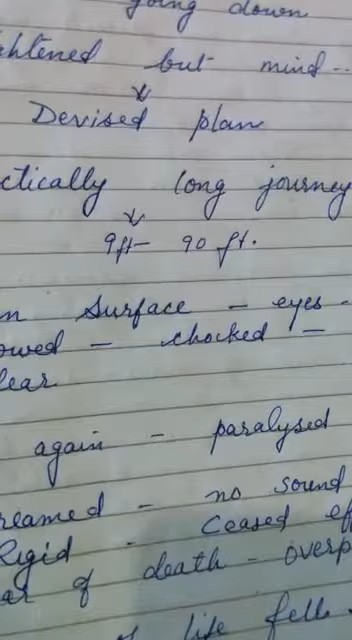 going down
ghtened but mind...
↓
Devised plan
ctically long journey
↓
9ft - 90 ft.
n surface - eyes -
owed - chocked -
lear
again - paralysed
reamed - no sound
Rigid - ceased ef
ar of death - overp
life fell